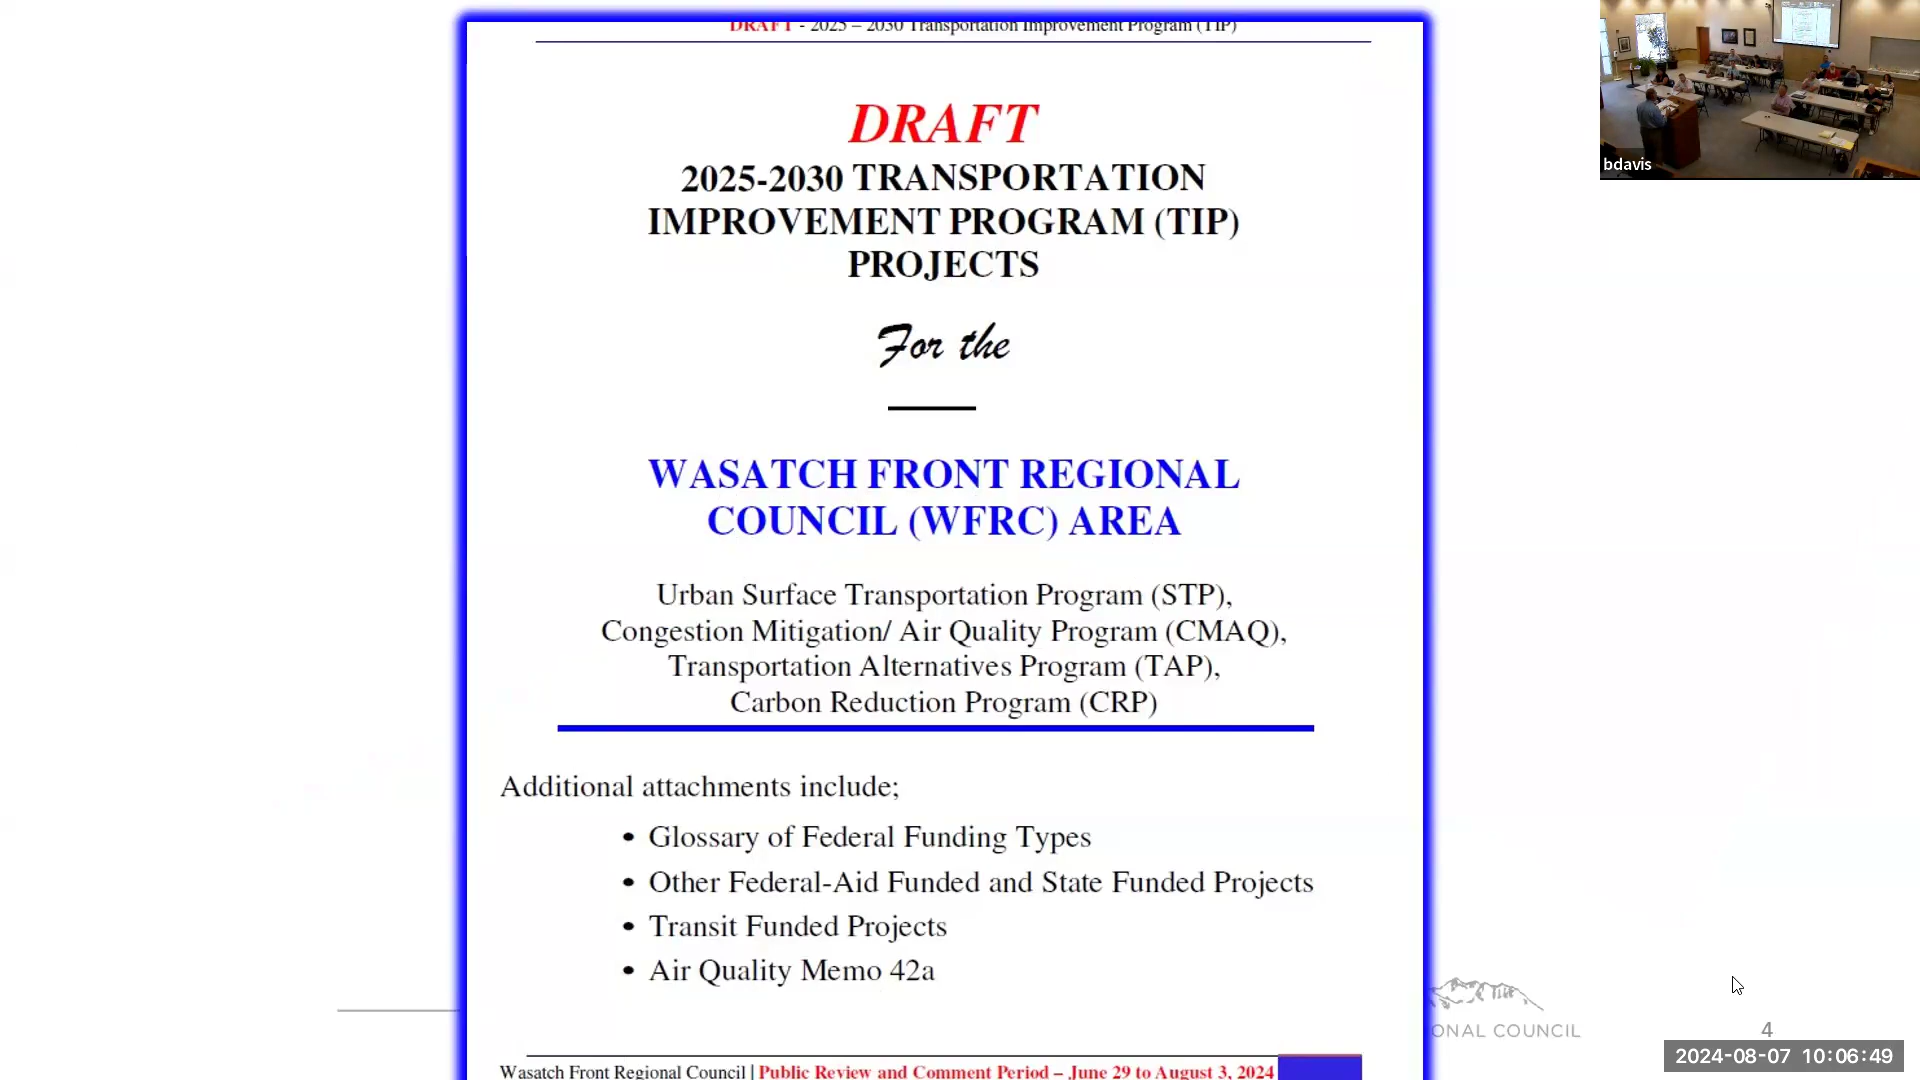 DRAFT - 2025 – 2030 Transportation Improvement Program (TIP)
DRAFT
2025-2030 TRANSPORTATION
IMPROVEMENT PROGRAM (TIP)
PROJECTS
For the
WASATCH FRONT REGIONAL
COUNCIL (WFRC) AREA
Urban Surface Transportation Program (STP),
Congestion Mitigation/ Air Quality Program (CMAQ),
Transportation Alternatives Program (TAP),
Carbon Reduction Program (CRP)
Additional attachments include;
• Glossary of Federal Funding Types
• Other Federal-Aid Funded and State Funded Projects
• Transit Funded Projects
• Air Quality Memo 42a
Wasatch Front Regional Council | Public Review and Comment Period – June 29 to August 3, 2024
ONAL COUNCIL
4
2024-08-07 10:06:49
bdavis